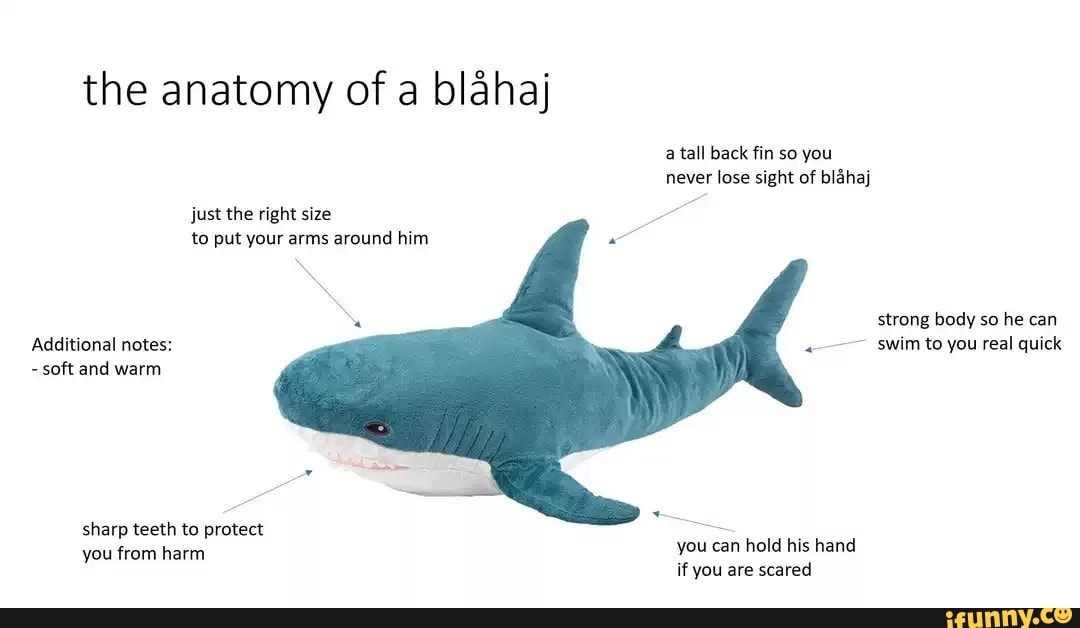 the anatomy of a blåhaj
a tall back fin so you
never lose sight of blåhaj
just the right size
to put your arms around him
strong body so he can
swim to you real quick
Additional notes:
- soft and warm
sharp teeth to protect
you from harm
you can hold his hand
if you are scared
ifunny.co